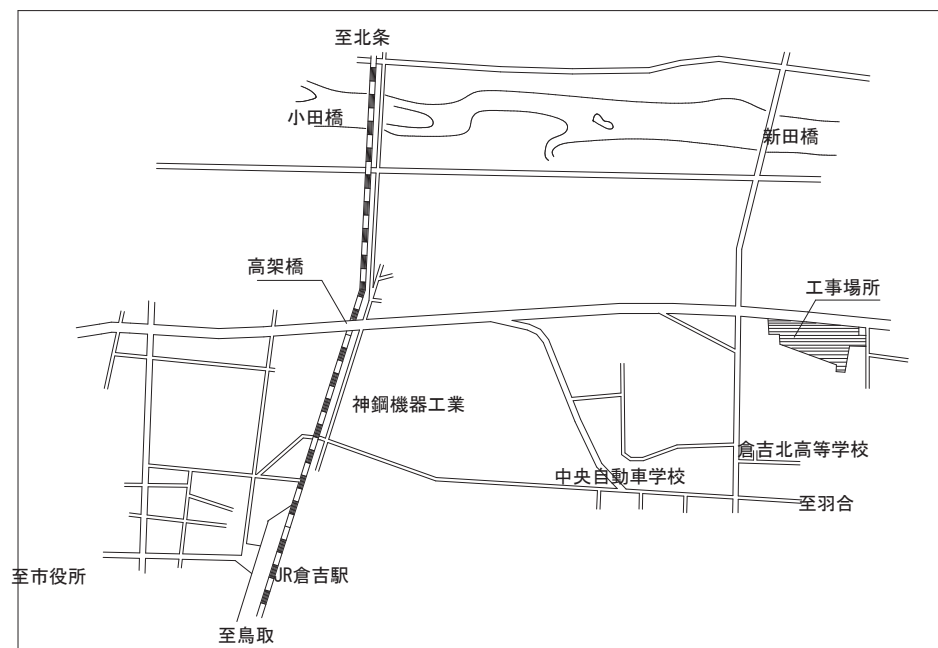 至北条
小田橋
新田橋
高架橋
工事場所
神鋼機器工業
倉吉北高等学校
中央自動車学校
至羽合
至市役所
JR倉吉駅
至鳥取